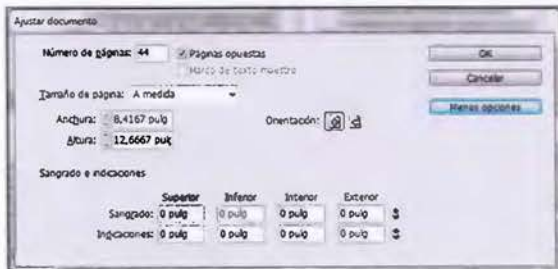 Ajustar documento
Número de páginas: 44
Páginas opuestas
Marco de texto maestro
OK
Cancelar
Menos opciones
Tamaño de página: A medida
Anchura: 8,4167 pulg
Orientación:
Altura: 12,6667 pulg
Sangrado e indicaciones
Superior Inferior Interior Exterior
Sangrado: 0 pulg 0 pulg 0 pulg 0 pulg
Indicaciones: 0 pulg 0 pulg 0 pulg 0 pulg